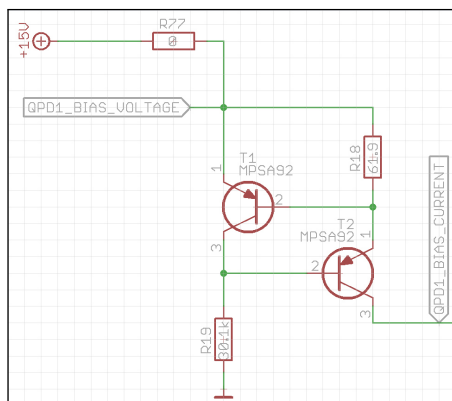 R77
+15V
0
QPD1_BIAS_VOLTAGE
R18
61.9
T1
MPSA92
1
2
3
T2
MPSA92
1
2
3
QPD1_BIAS_CURRENT
R19
30.1k